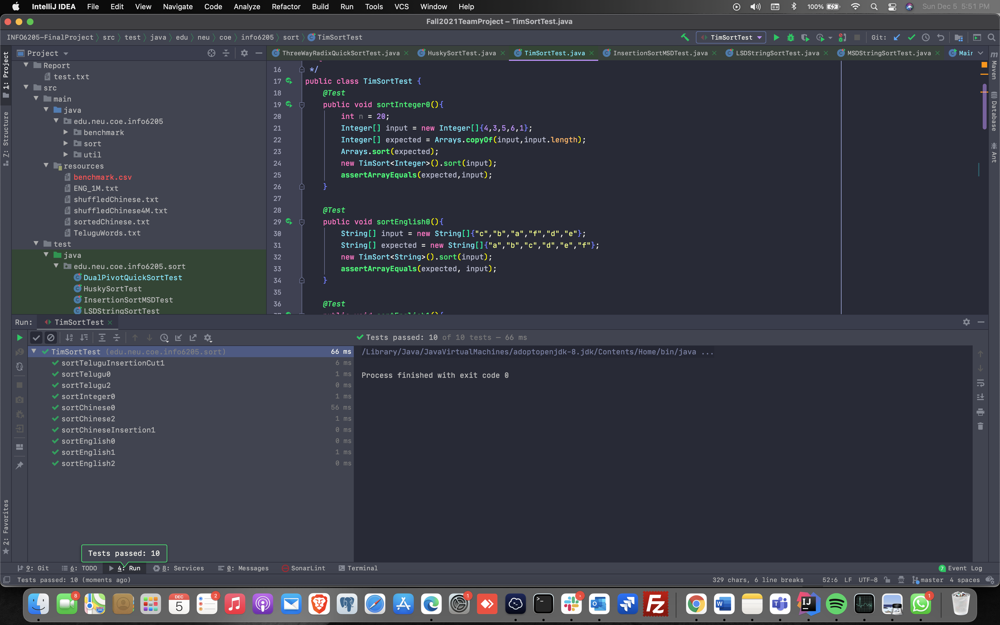 IntelliJ IDEA File Edit View Navigate Code Analyze Refactor Build Run Tools VCS Window Help 100% Sun Dec 5 5:51 PM
Fall2021TeamProject – TimSortTest.java
INFO6205-FinalProject src test java edu neu coe info6205 sort TimSortTest TimSortTest Git:
Project ThreeWayRadixQuickSortTest.java HuskySortTest.java TimSortTest.java InsertionSortMSDTest.java LSDStringSortTest.java MSDStringSortTest.java Mair
1: Project
Z: Structure
2: Favorites
Maven
Database
Ant
Report
test.txt
src
main
java
edu.neu.coe.info6205
benchmark
sort
util
resources
benchmark.csv
ENG_1M.txt
shuffledChinese.txt
shuffledChinese4M.txt
sortedChinese.txt
TeluguWords.txt
test
java
edu.neu.coe.info6205.sort
DualPivotQuickSortTest
HuskySortTest
InsertionSortMSDTest
LSDStringSortTest
16 */
17 public class TimSortTest {
18 @Test
19 public void sortInteger0(){
20 int n = 20;
21 Integer[] input = new Integer[]{4,3,5,6,1};
22 Integer[] expected = Arrays.copyOf(input,input.length);
23 Arrays.sort(expected);
24 new TimSort<Integer>().sort(input);
25 assertArrayEquals(expected,input);
26 }
27
28 @Test
29 public void sortEnglish0(){
30 String[] input = new String[]{"c","b","a","f","d","e"};
31 String[] expected = new String[]{"a","b","c","d","e","f"};
32 new TimSort<String>().sort(input);
33 assertArrayEquals(expected, input);
34 }
35
36 @Test
Run: TimSortTest
Tests passed: 10 of 10 tests – 66 ms
TimSortTest (edu.neu.coe.info6205.sort) 66 ms
sortTeluguInsertionCut1 6 ms
sortTelugu0 1 ms
sortTelugu2 0 ms
sortInteger0 1 ms
sortChinese0 56 ms
sortChinese2 1 ms
sortChineseInsertion1 0 ms
sortEnglish0 0 ms
sortEnglish1 1 ms
sortEnglish2 0 ms
/Library/Java/JavaVirtualMachines/adoptopenjdk-8.jdk/Contents/Home/bin/java ...
Process finished with exit code 0
Tests passed: 10
9: Git 6: TODO 4: Run 8: Services 0: Messages SonarLint Terminal 7 Event Log
Tests passed: 10 (moments ago) 329 chars, 6 line breaks 52:6 LF UTF-8 master 4 spaces
8 280 DEC 5 2 1 O Fz W IJ 1